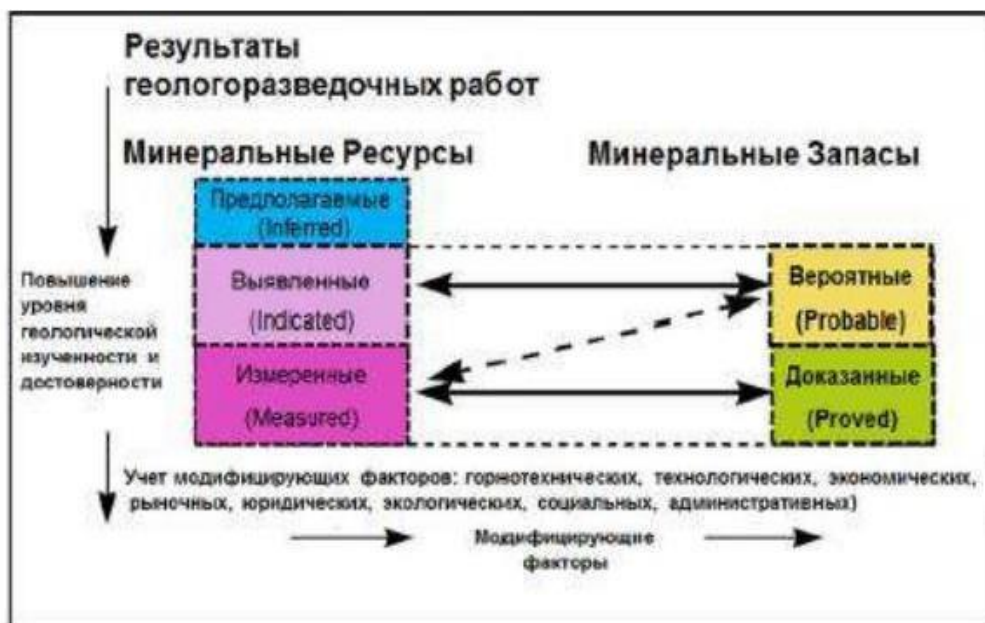 Результаты
геологоразведочных работ
Минеральные Ресурсы
Минеральные Запасы
Предполагаемые
(Inferred)
Выявленные
(Indicated)
Измеренные
(Measured)
Вероятные
(Probable)
Доказанные
(Proved)
Повышение
уровня
геологической
изученности и
достоверности
Учет модифицирующих факторов: горнотехнических, технологических, экономических,
рыночных, юридических, экологических, социальных, административных)
Модифицирующие
факторы